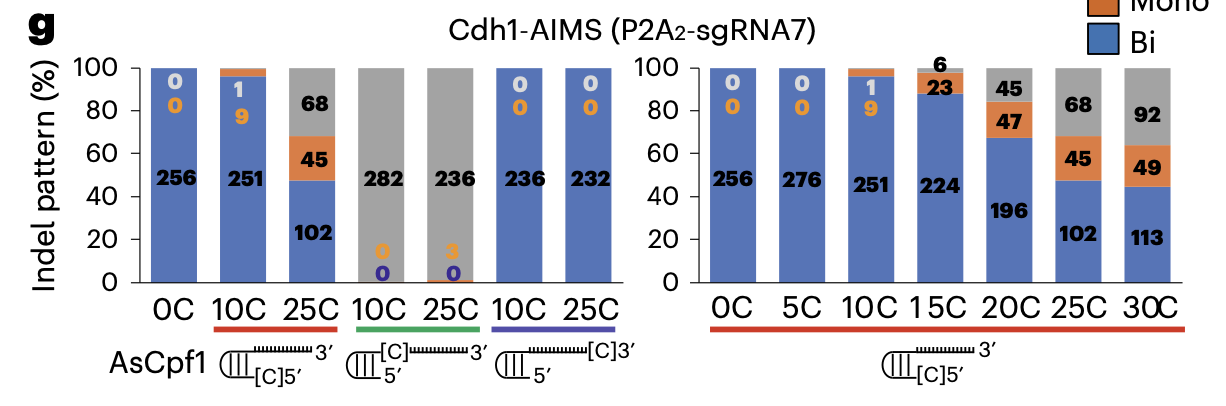 g
Cdh1-AIMS (P2A2-sgRNA7)
Mono
Bi
Indel pattern (%)
100 80 60 40 20 0
0 1 68
0 9 45
256 251 102
282 236
0 3
0 0
0 0
0 0
236 232
0C 10C 25C 10C 25C 10C 25C
AsCpf1
3′ [C]5′
[C] 3′ 5′
[C]3′ 5′
100 80 60 40 20 0
0 0 1 6 45 68 92
0 0 9 23 47 45 49
256 276 251 224 196 102 113
0C 5C 10C 15C 20C 25C 30C
3′
[C]5′